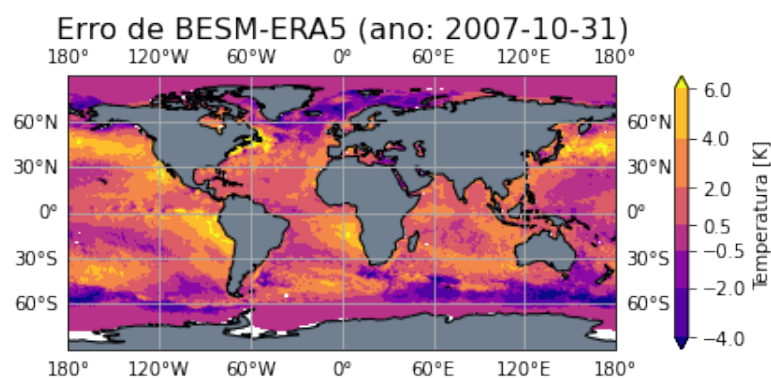 Erro de BESM-ERA5 (ano: 2007-10-31)
180° 120°W 60°W 0° 60°E 120°E 180°
60°N 60°N 6.0
30°N 30°N 4.0
0° 0° 2.0
30°S 30°S 0.5
60°S 60°S −0.5
−2.0
−4.0
Temperatura [K]
180° 120°W 60°W 0° 60°E 120°E 180°